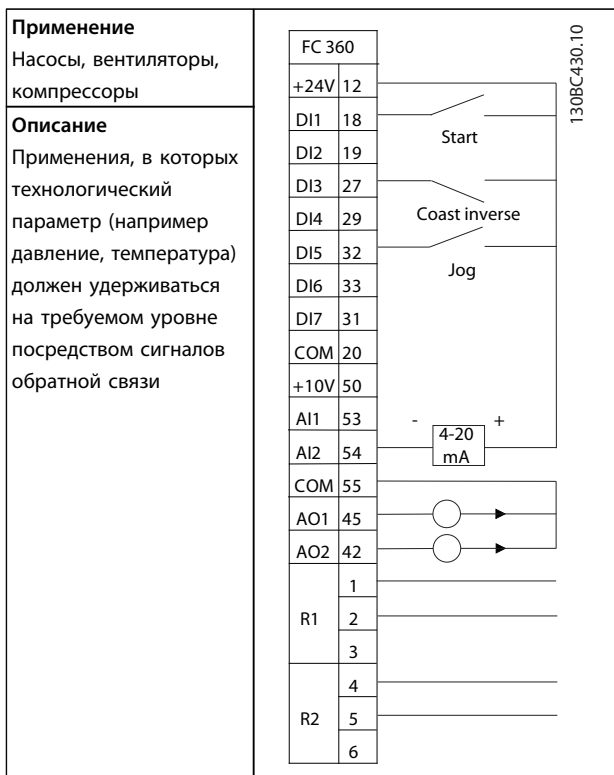 Применение
Насосы, вентиляторы,
компрессоры
Описание
Применения, в которых
технологический
параметр (например
давление, температура)
должен удерживаться
на требуемом уровне
посредством сигналов
обратной связи
FC 360
+24V 12
DI1 18
DI2 19
DI3 27
DI4 29
DI5 32
DI6 33
DI7 31
COM 20
+10V 50
AI1 53
AI2 54
COM 55
AO1 45
AO2 42
R1
1
2
3
R2
4
5
6
Start
Coast inverse
Jog
- +
4-20
mA
130BC430.10